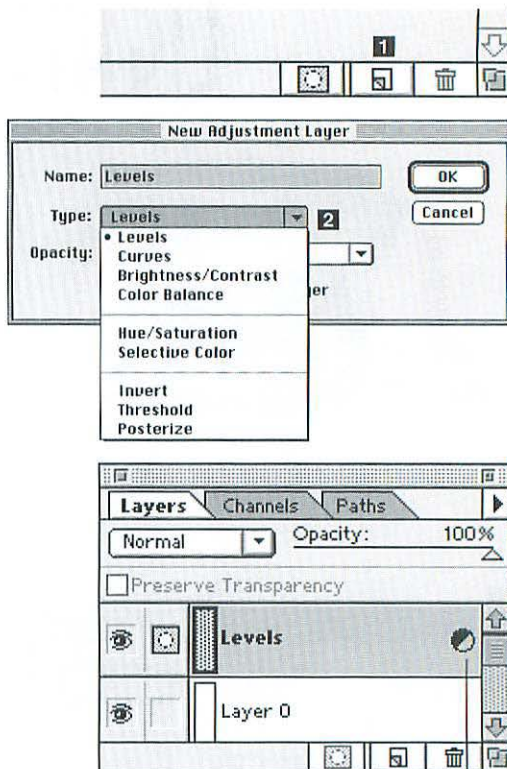 1
New Adjustment Layer
Name: Levels
OK
Type: Levels
2
Cancel
• Levels
Opacity:
Curves
Brightness/Contrast
Color Balance
Hue/Saturation
Selective Color
Invert
Threshold
Posterize
Layers Channels Paths
Normal Opacity: 100%
Preserve Transparency
Levels
Layer 0